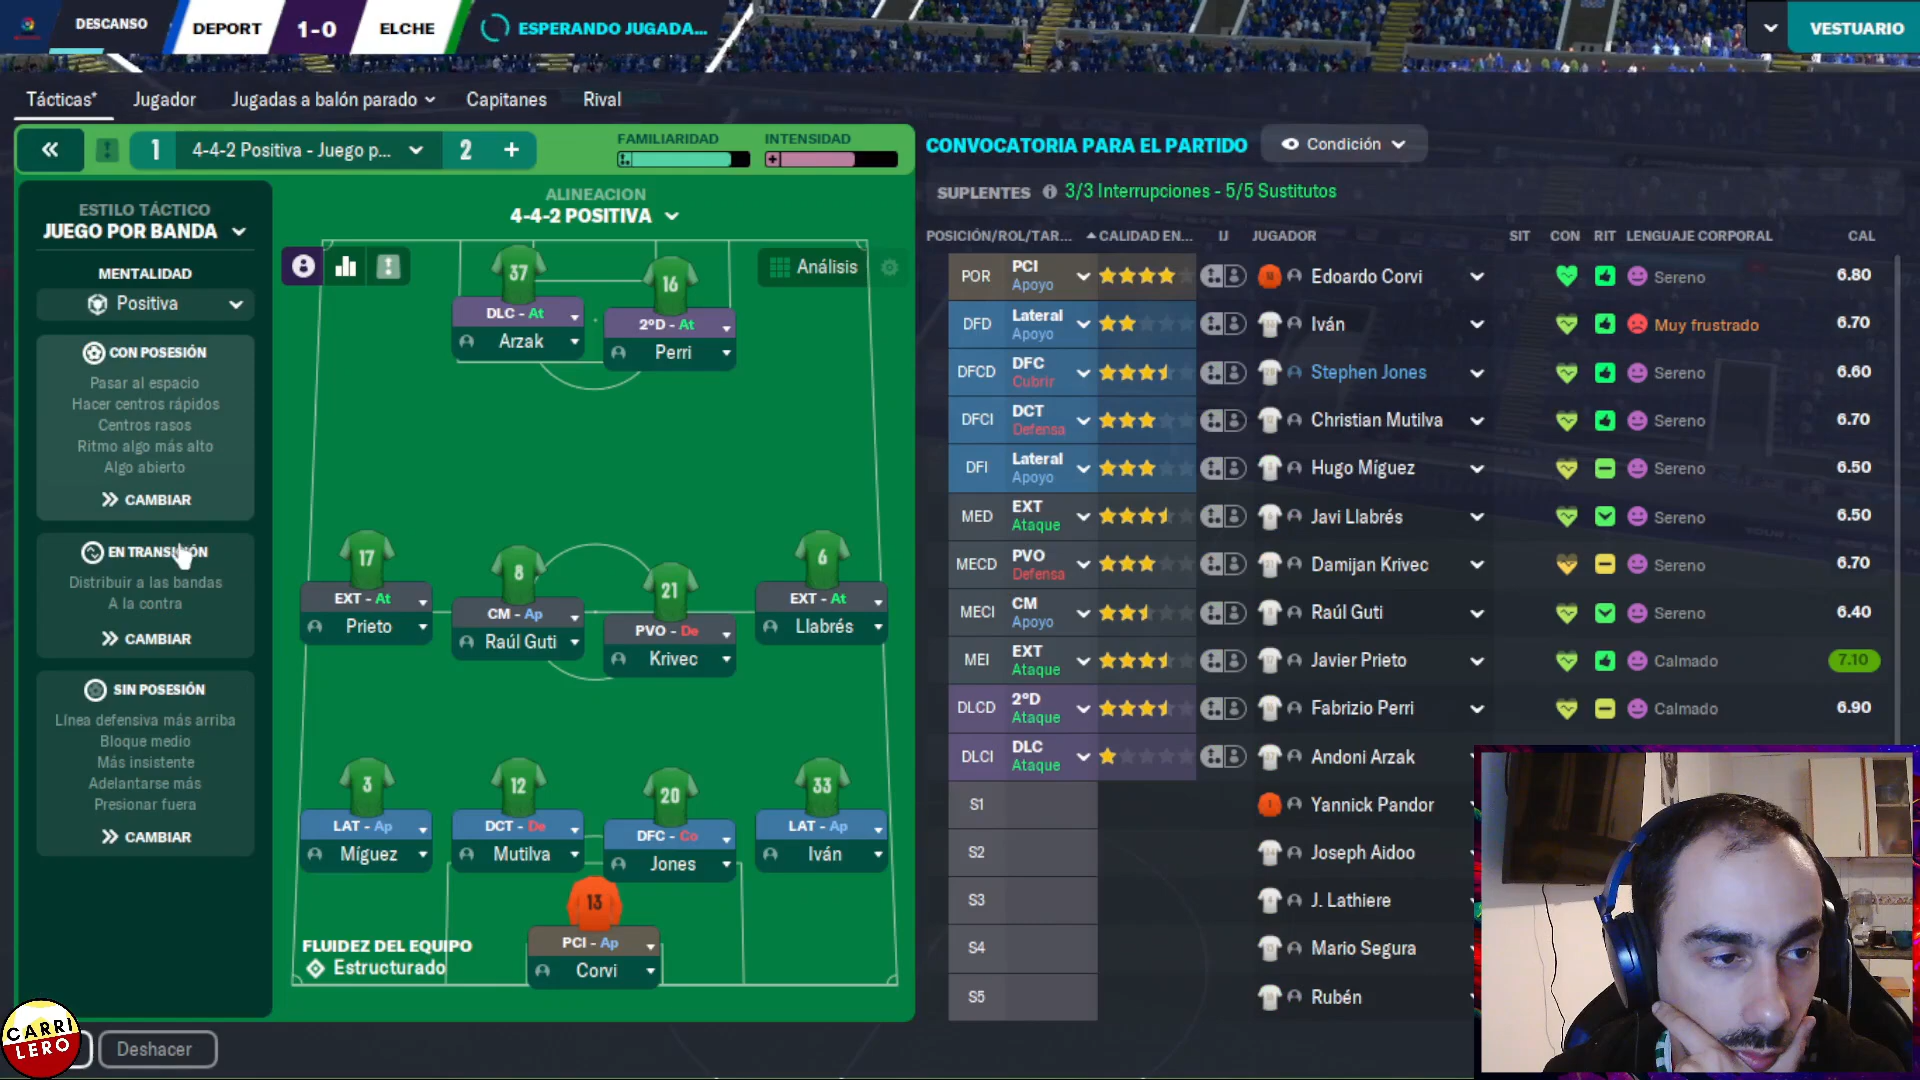 DESCANSO
DEPORT 1-0 ELCHE
ESPERANDO JUGADA...
VESTUARIO
Tácticas* Jugador Jugadas a balón parado Capitanes Rival
1 4-4-2 Positiva - Juego p... 2 +
FAMILIARIDAD INTENSIDAD
ESTILO TÁCTICO
JUEGO POR BANDA
MENTALIDAD
Positiva
CON POSESIÓN
Pasar al espacio
Hacer centros rápidos
Centros rasos
Ritmo algo más alto
Algo abierto
CAMBIAR
EN TRANSICIÓN
Distribuir a las bandas
A la contra
CAMBIAR
SIN POSESIÓN
Línea defensiva más arriba
Bloque medio
Más insistente
Adelantarse más
Presionar fuera
CAMBIAR
ALINEACION
4-4-2 POSITIVA
Análisis
37
DLC - At
Arzak
16
2ºD - At
Perri
17
EXT - At
Prieto
8
CM - Ap
Raúl Guti
21
PVO - De
Krivec
6
EXT - At
Llabrés
3
LAT - Ap
Míguez
12
DCT - De
Mutilva
20
DFC - Co
Jones
33
LAT - Ap
Iván
13
PCI - Ap
Corvi
FLUIDEZ DEL EQUIPO
Estructurado
CONVOCATORIA PARA EL PARTIDO Condición
SUPLENTES 3/3 Interrupciones - 5/5 Sustitutos
POSICIÓN/ROL/TAR... CALIDAD EN... IJ JUGADOR SIT CON RIT LENGUAJE CORPORAL CAL
POR PCI Apoyo Edoardo Corvi Sereno 6.80
DFD Lateral Apoyo Iván Muy frustrado 6.70
DFCD DFC Cubrir Stephen Jones Sereno 6.60
DFCI DCT Defensa Christian Mutilva Sereno 6.70
DFI Lateral Apoyo Hugo Míguez Sereno 6.50
MED EXT Ataque Javi Llabrés Sereno 6.50
MECD PVO Defensa Damijan Krivec Sereno 6.70
MECI CM Apoyo Raúl Guti Sereno 6.40
MEI EXT Ataque Javier Prieto Calmado 7.10
DLCD 2ºD Ataque Fabrizio Perri Calmado 6.90
DLCI DLC Ataque Andoni Arzak
S1 Yannick Pandor
S2 Joseph Aidoo
S3 J. Lathiere
S4 Mario Segura
S5 Rubén
CARRI
LERO
Deshacer